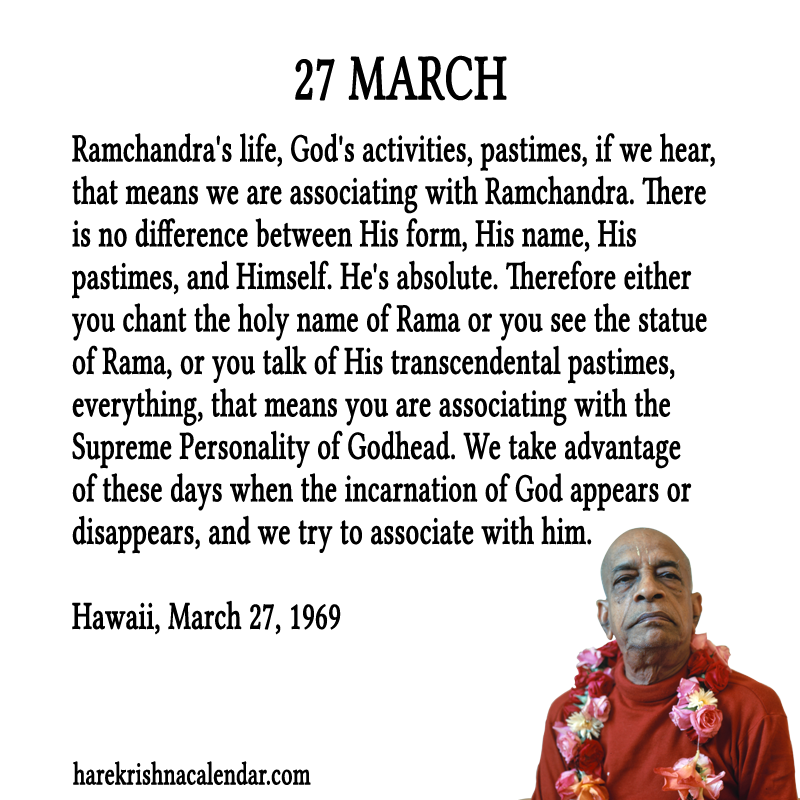 27 MARCH
Ramchandra's life, God's activities, pastimes, if we hear,
that means we are associating with Ramchandra. There
is no difference between His form, His name, His
pastimes, and Himself. He's absolute. Therefore either
you chant the holy name of Rama or you see the statue
of Rama, or you talk of His transcendental pastimes,
everything, that means you are associating with the
Supreme Personality of Godhead. We take advantage
of these days when the incarnation of God appears or
disappears, and we try to associate with him.
Hawaii, March 27, 1969
harekrishnacalendar.com